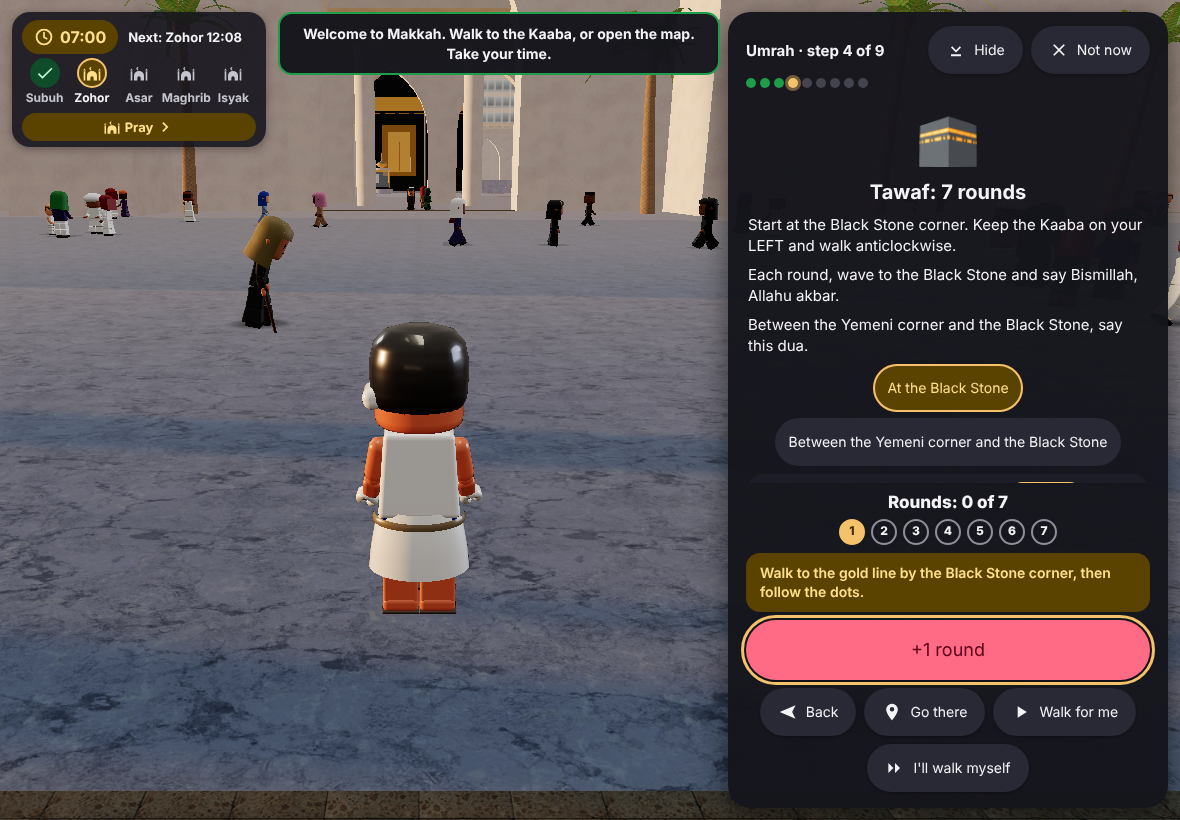 07:00
Next: Zohor 12:08
Subuh
Zohor
Asar
Maghrib
Isyak
Pray
Welcome to Makkah. Walk to the Kaaba, or open the map.
Take your time.
Umrah · step 4 of 9
Hide
Not now
Tawaf: 7 rounds
Start at the Black Stone corner. Keep the Kaaba on your
LEFT and walk anticlockwise.
Each round, wave to the Black Stone and say Bismillah,
Allahu akbar.
Between the Yemeni corner and the Black Stone, say
this dua.
At the Black Stone
Between the Yemeni corner and the Black Stone
Rounds: 0 of 7
1 2 3 4 5 6 7
Walk to the gold line by the Black Stone corner, then
follow the dots.
+1 round
Back
Go there
Walk for me
I'll walk myself